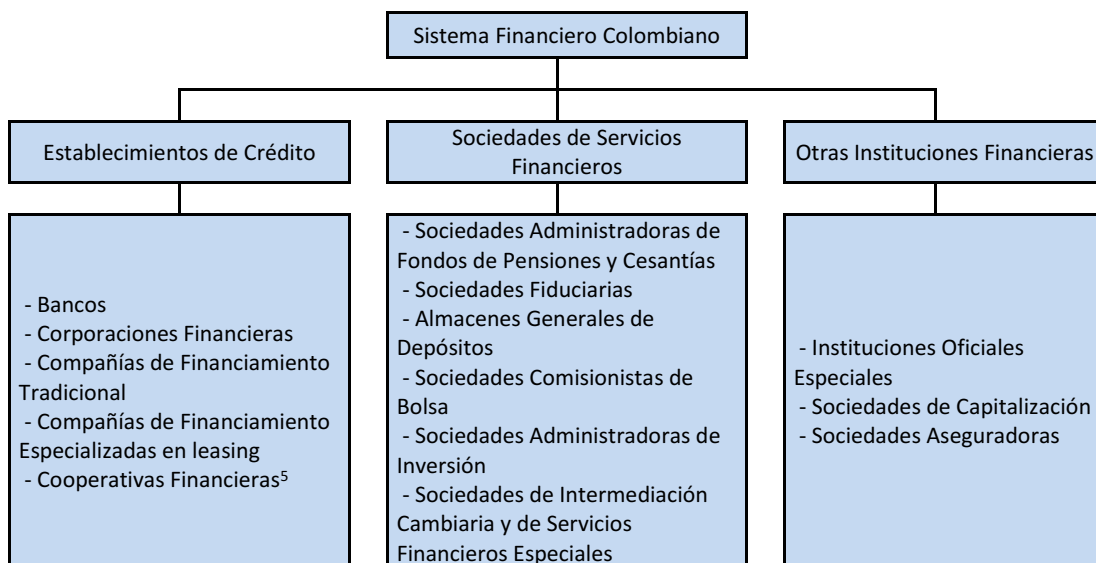 Sistema Financiero Colombiano
Establecimientos de Crédito
Sociedades de Servicios
Financieros
Otras Instituciones Financieras
- Bancos
- Corporaciones Financieras
- Compañías de Financiamiento
Tradicional
- Compañías de Financiamiento
Especializadas en leasing
- Cooperativas Financieras⁵
- Sociedades Administradoras de
Fondos de Pensiones y Cesantías
- Sociedades Fiduciarias
- Almacenes Generales de
Depósitos
- Sociedades Comisionistas de
Bolsa
- Sociedades Administradoras de
Inversión
- Sociedades de Intermediación
Cambiaria y de Servicios
Financieros Especiales
- Instituciones Oficiales
Especiales
- Sociedades de Capitalización
- Sociedades Aseguradoras